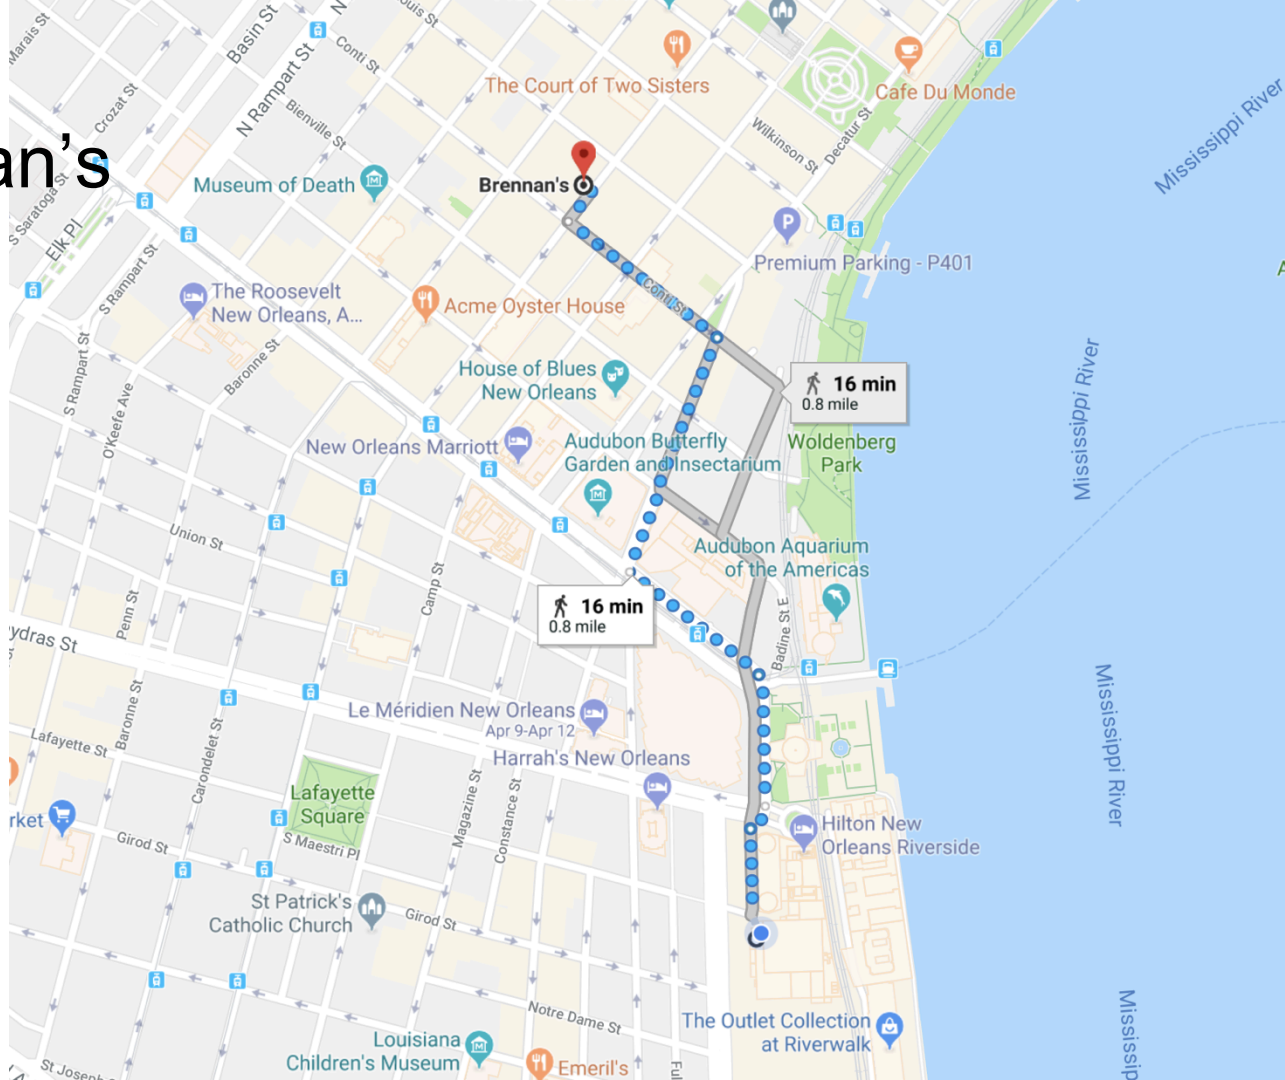 ouis St
Basin St
Marais St
Conti St
N Rampart St
The Court of Two Sisters
Cafe Du Monde
Crozat St
Bienville St
Wilkinson St
Decatur St
Mississippi River
an's
Museum of Death
Brennan's
S Saratoga St
Elk Pl
Premium Parking - P401
S Rampart St
The Roosevelt
New Orleans, A...
Acme Oyster House
Conti St
Baronne St
S Rampart St
O'Keefe Ave
House of Blues
New Orleans
16 min
0.8 mile
Mississippi River
New Orleans Marriott
Audubon Butterfly
Garden and Insectarium
Woldenberg
Park
Union St
Camp St
Audubon Aquarium
of the Americas
Penn St
16 min
0.8 mile
Badine St E
ydras St
Baronne St
Carondelet St
Le Méridien New Orleans
Apr 9-Apr 12
Mississippi River
Lafayette St
Harrah's New Orleans
Lafayette
Square
Magazine St
Constance St
rket
Girod St
S Maestri Pl
Hilton New
Orleans Riverside
St Patrick's
Catholic Church
Girod St
Notre Dame St
The Outlet Collection
at Riverwalk
Mississip
Louisiana
Children's Museum
Emeril's
St Joseph
Ful